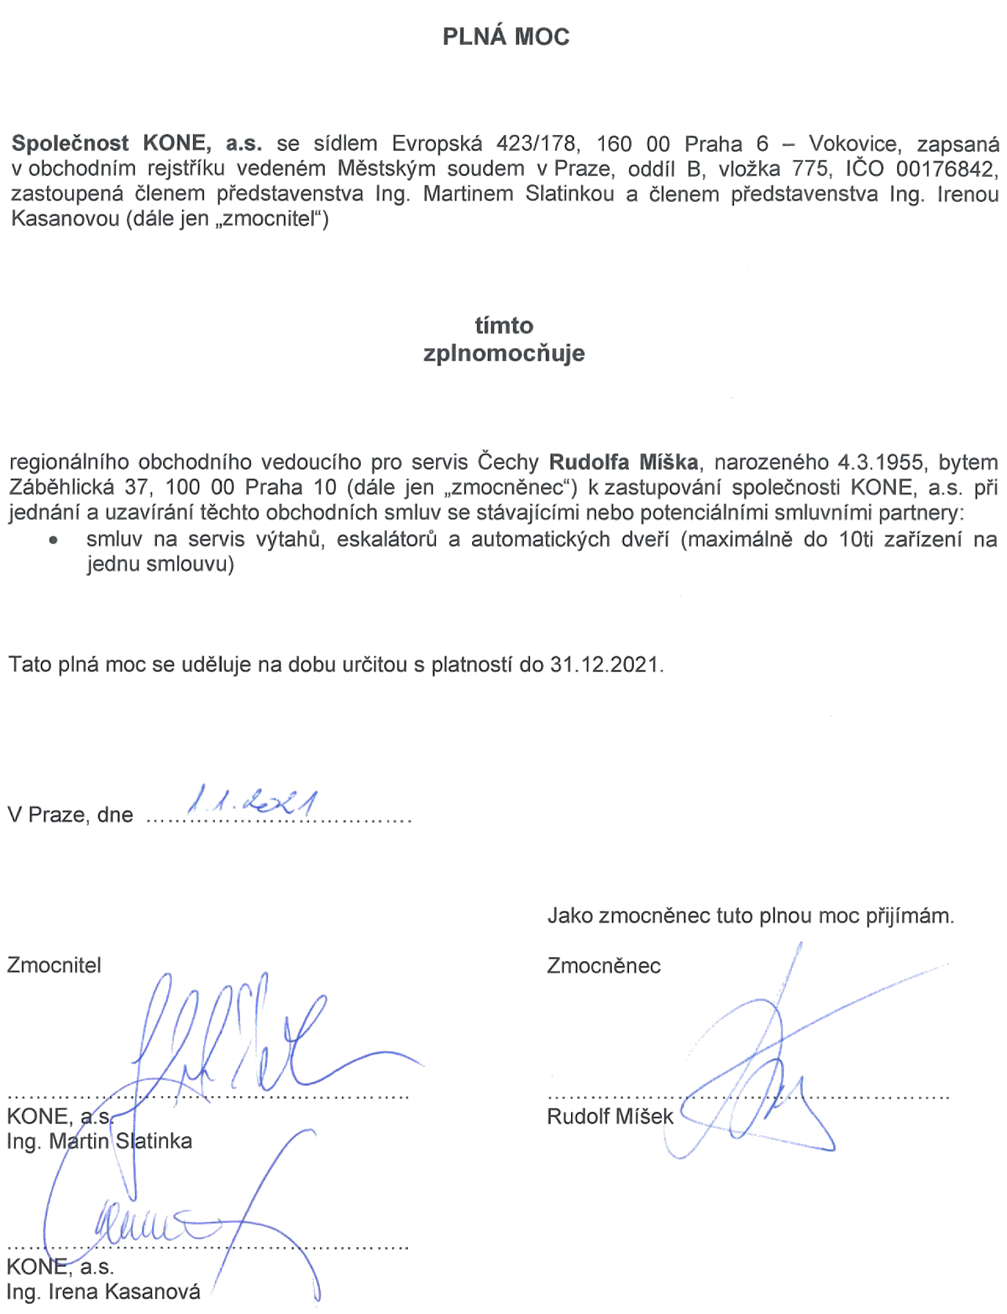 PLNÁ MOC
Společnost KONE, a.s. se sídlem Evropská 423/178, 160 00 Praha 6 – Vokovice, zapsaná
v obchodním rejstříku vedeném Městským soudem v Praze, oddíl B, vložka 775, IČO 00176842,
zastoupená členem představenstva Ing. Martinem Slatinkou a členem představenstva Ing. Irenou
Kasanovou (dále jen „zmocnitel“)
tímto
zplnomocňuje
regionálního obchodního vedoucího pro servis Čechy Rudolfa Míška, narozeného 4.3.1955, bytem
Záběhlická 37, 100 00 Praha 10 (dále jen „zmocněnec“) k zastupování společnosti KONE, a.s. při
jednání a uzavírání těchto obchodních smluv se stávajícími nebo potenciálními smluvními partnery:
• smluv na servis výtahů, eskalátorů a automatických dveří (maximálně do 10ti zařízení na
jednu smlouvu)
Tato plná moc se uděluje na dobu určitou s platností do 31.12.2021.
V Praze, dne 1.1.2021
Jako zmocněnec tuto plnou moc přijímám.
Zmocnitel
Zmocněnec
KONE, a.s.
Ing. Martin Slatinka
Rudolf Míšek
KONE, a.s.
Ing. Irena Kasanová